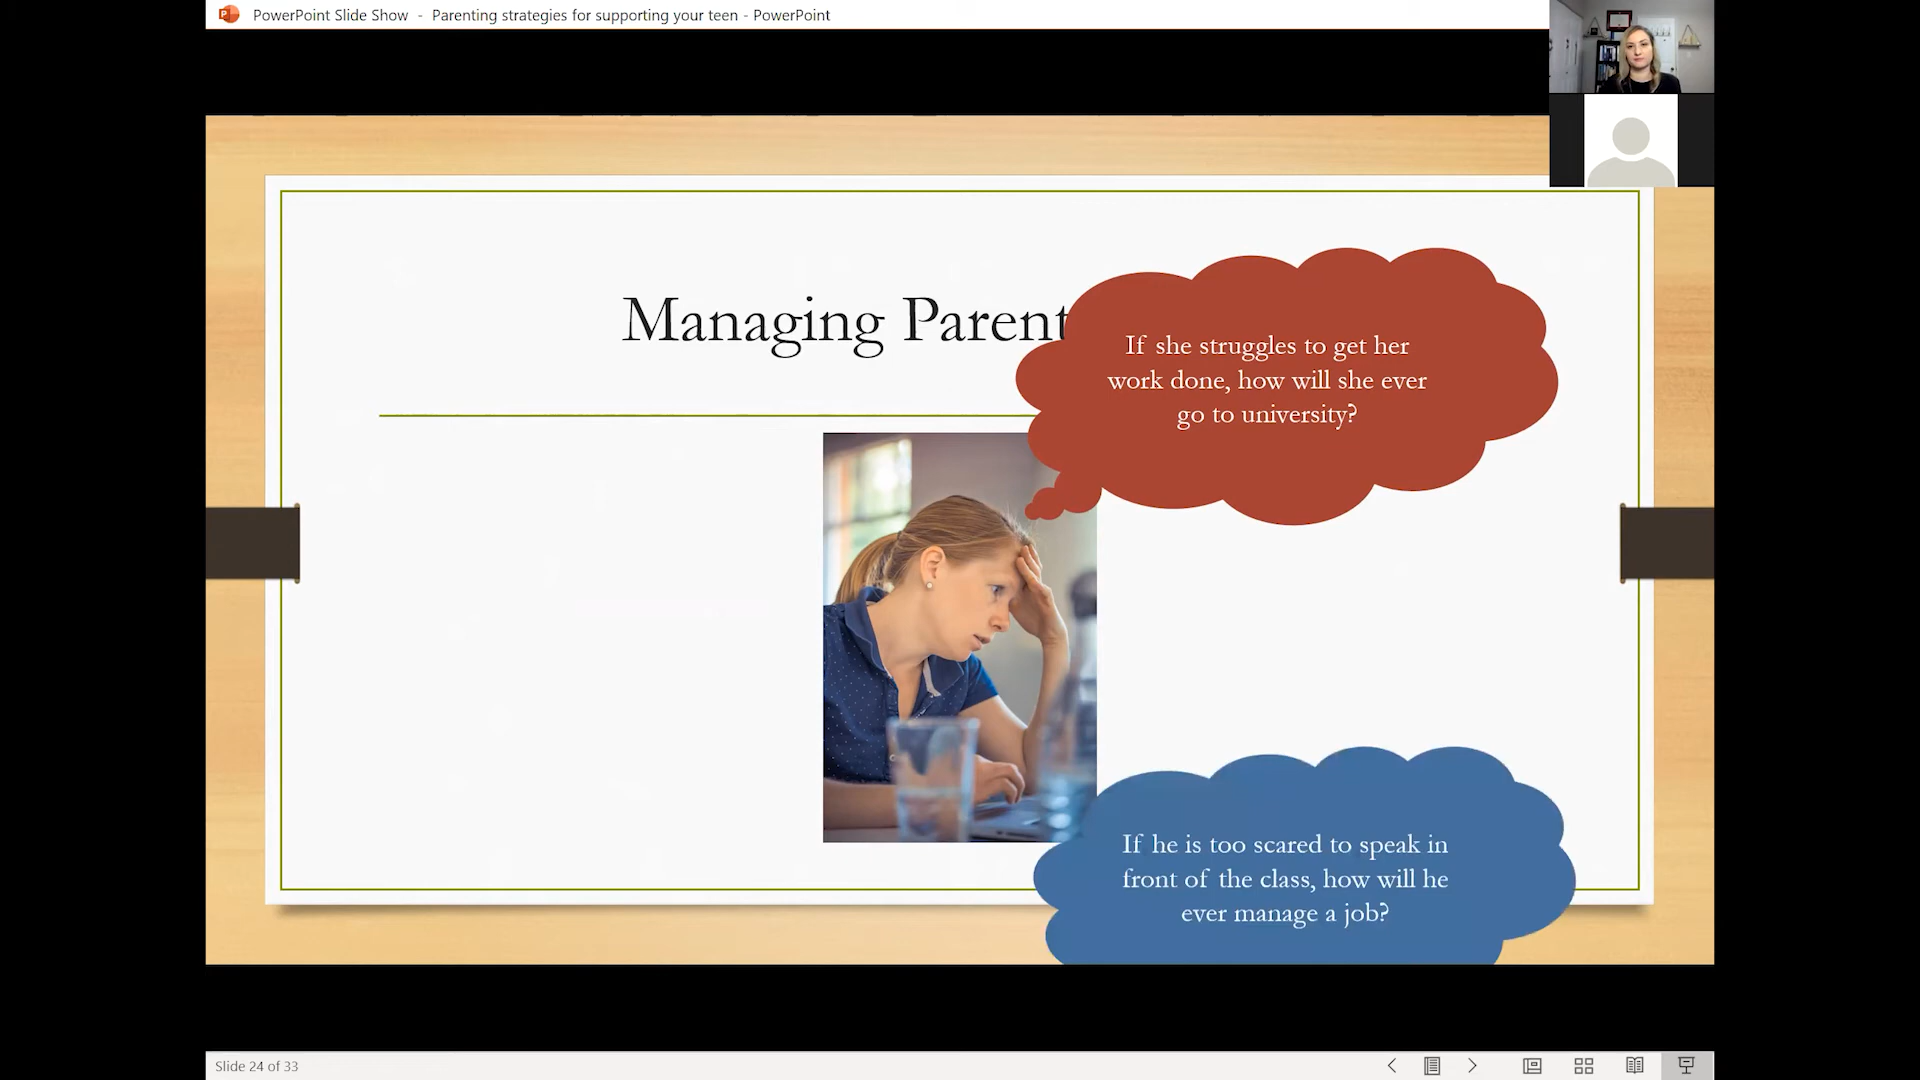 PowerPoint Slide Show - Parenting strategies for supporting your teen - PowerPoint
Managing Parent
If she struggles to get her
work done, how will she ever
go to university?
If he is too scared to speak in
front of the class, how will he
ever manage a job?
Slide 24 of 33